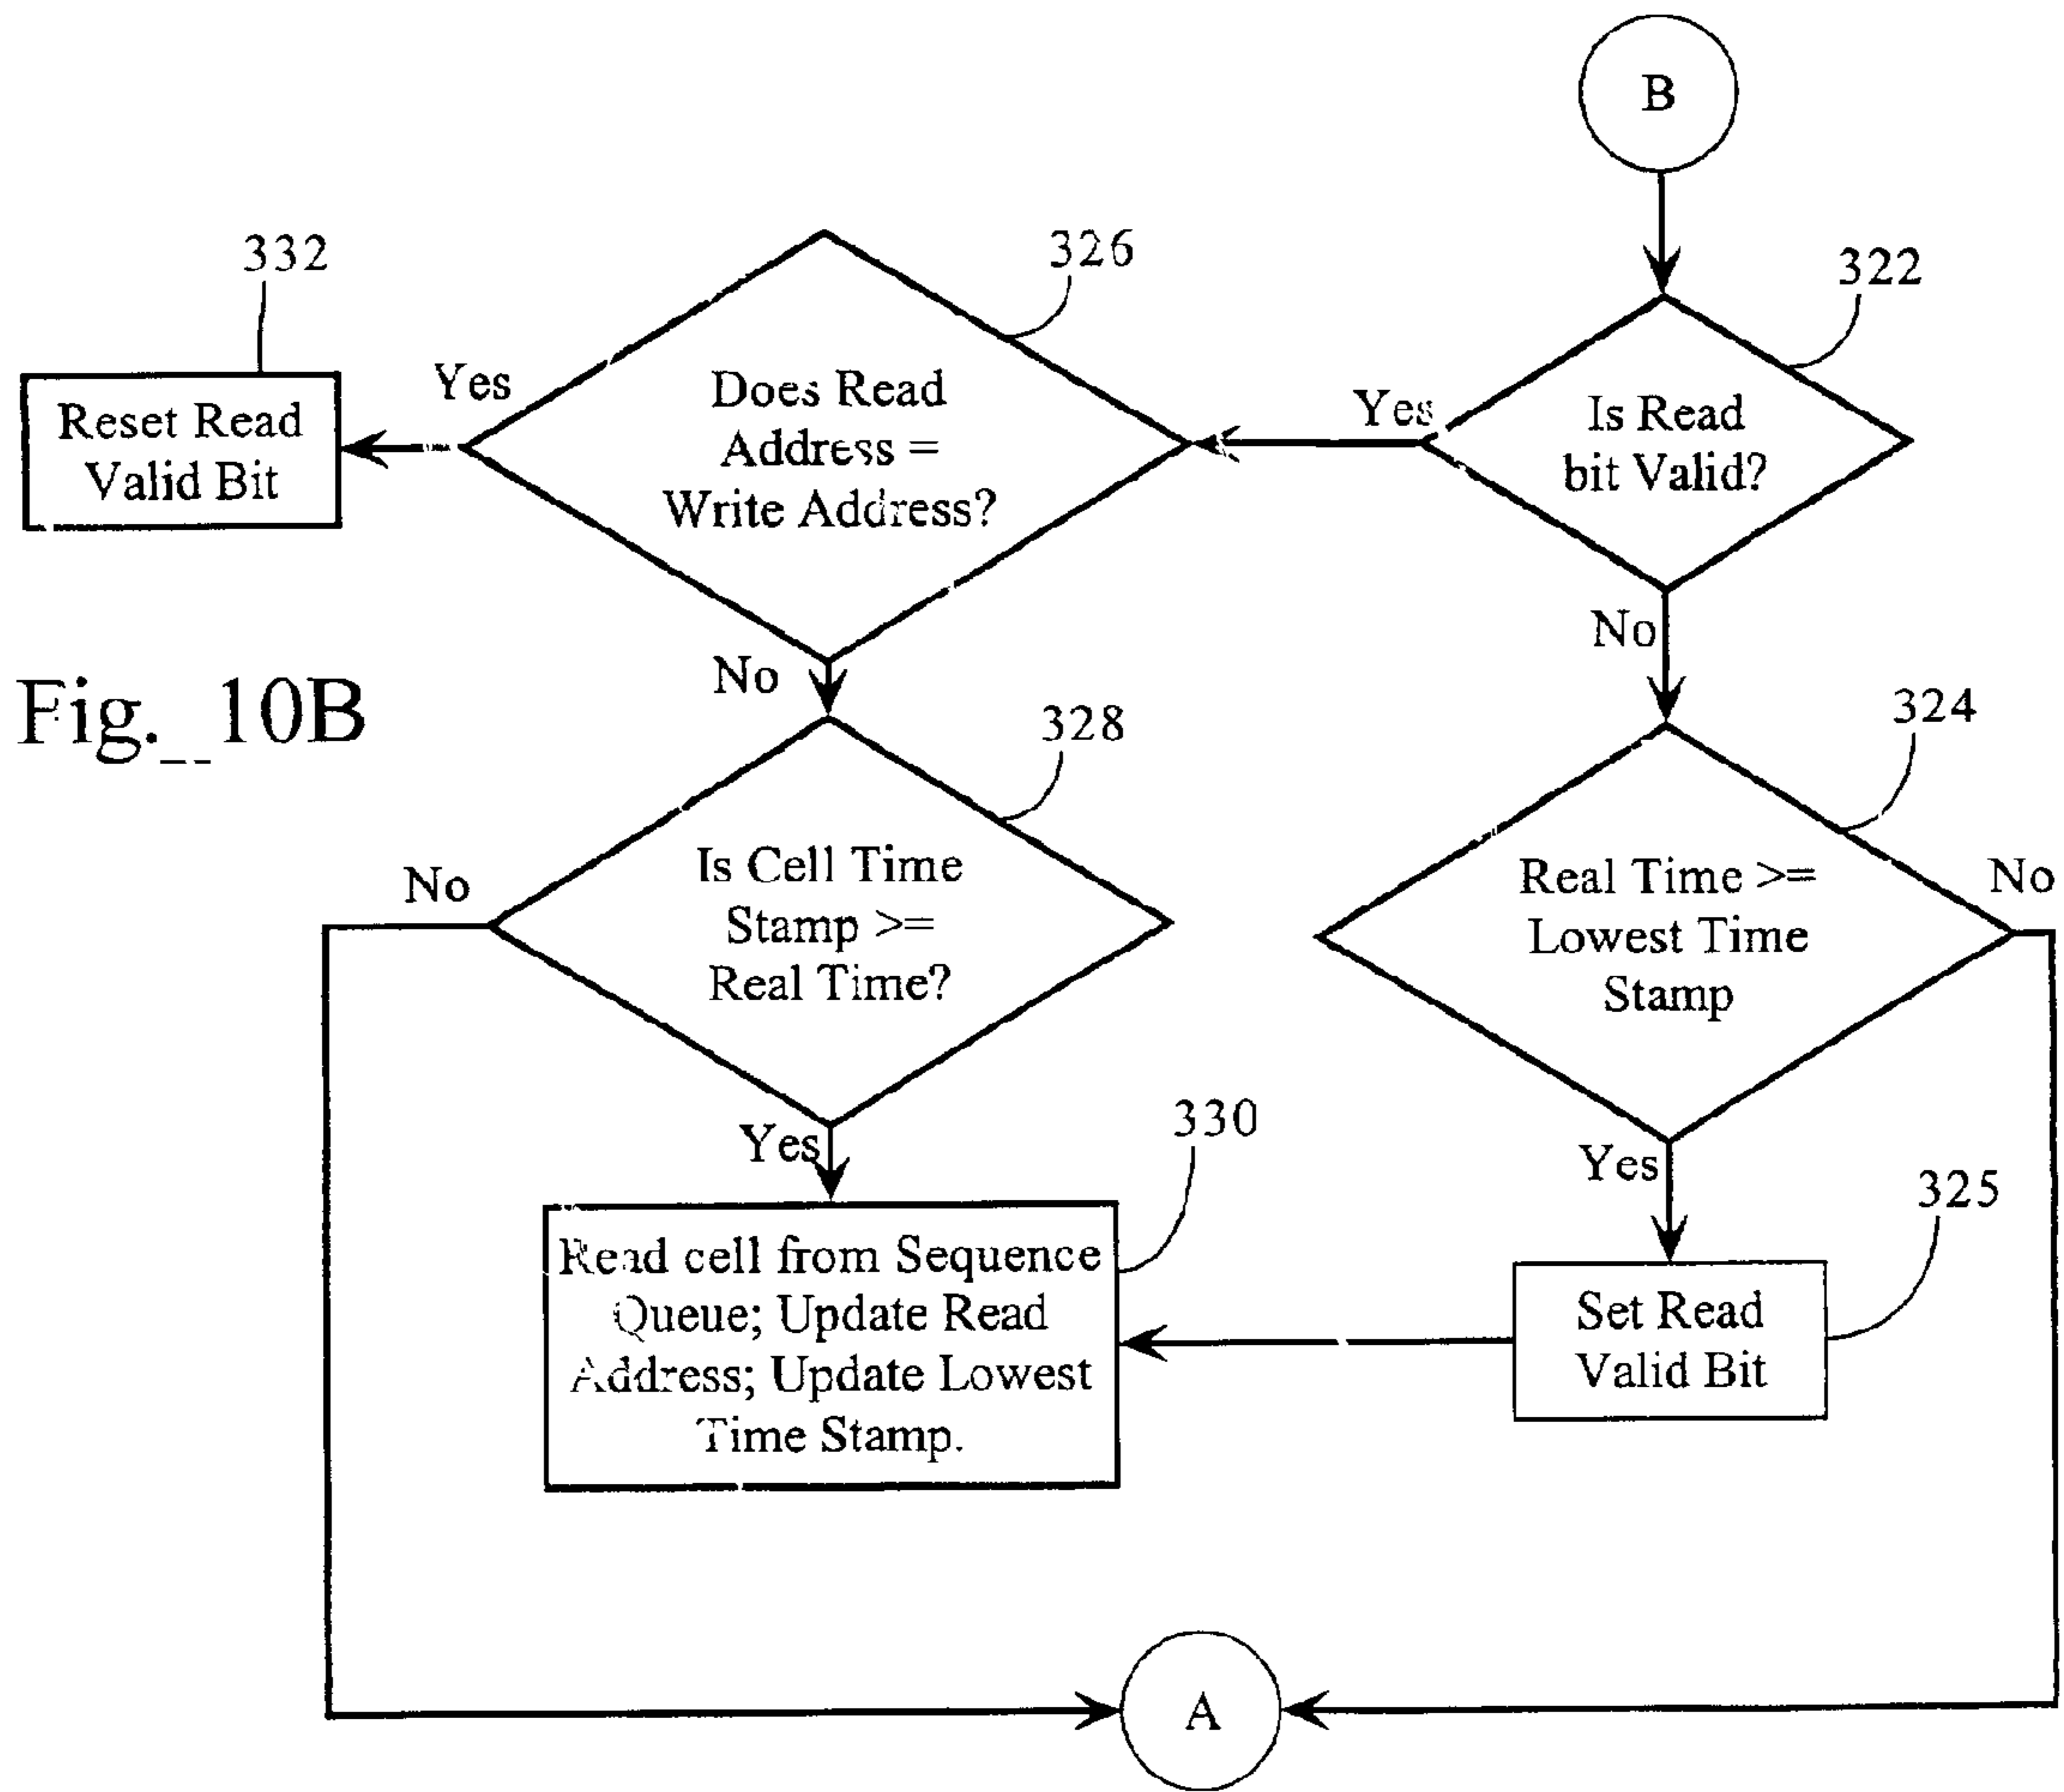 B
332
326
322
Yes
Does Read
Address =
Write Address?
Yes
Is Read
bit Valid?
Reset Read
Valid Bit
No
No
Fig._ 10B
328
324
No
Is Cell Time
Stamp >=
Real Time?
Real Time >=
Lowest Time
Stamp
No
Yes
330
Yes
325
Read cell from Sequence
Queue; Update Read
Address; Update Lowest
Time Stamp.
Set Read
Valid Bit
A